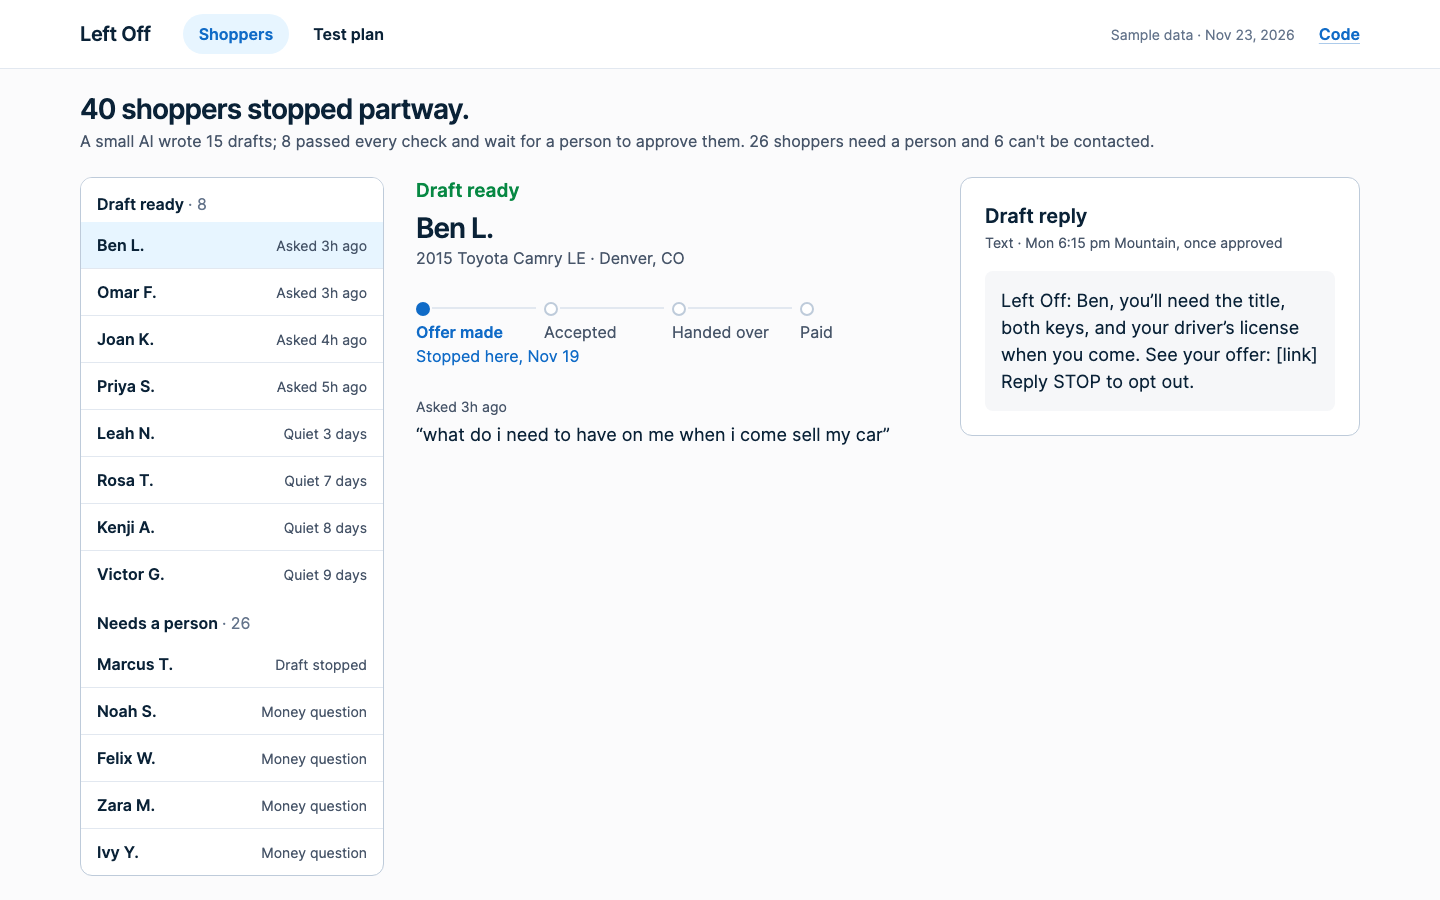 Left Off
Shoppers
Test plan
Sample data · Nov 23, 2026
Code
40 shoppers stopped partway.
A small AI wrote 15 drafts; 8 passed every check and wait for a person to approve them. 26 shoppers need a person and 6 can't be contacted.
Draft ready · 8
Ben L. Asked 3h ago
Omar F. Asked 3h ago
Joan K. Asked 4h ago
Priya S. Asked 5h ago
Leah N. Quiet 3 days
Rosa T. Quiet 7 days
Kenji A. Quiet 8 days
Victor G. Quiet 9 days
Needs a person · 26
Marcus T. Draft stopped
Noah S. Money question
Felix W. Money question
Zara M. Money question
Ivy Y. Money question
Draft ready
Ben L.
2015 Toyota Camry LE · Denver, CO
Offer made Accepted Handed over Paid
Stopped here, Nov 19
Asked 3h ago
“what do i need to have on me when i come sell my car”
Draft reply
Text · Mon 6:15 pm Mountain, once approved
Left Off: Ben, you’ll need the title,
both keys, and your driver’s license
when you come. See your offer: [link]
Reply STOP to opt out.